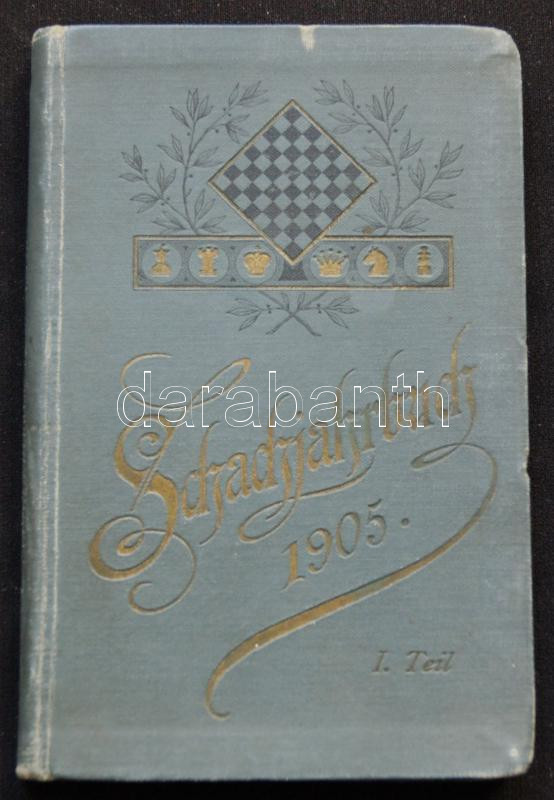 Schachjahrbuch
darabanth
1905.
I. Teil